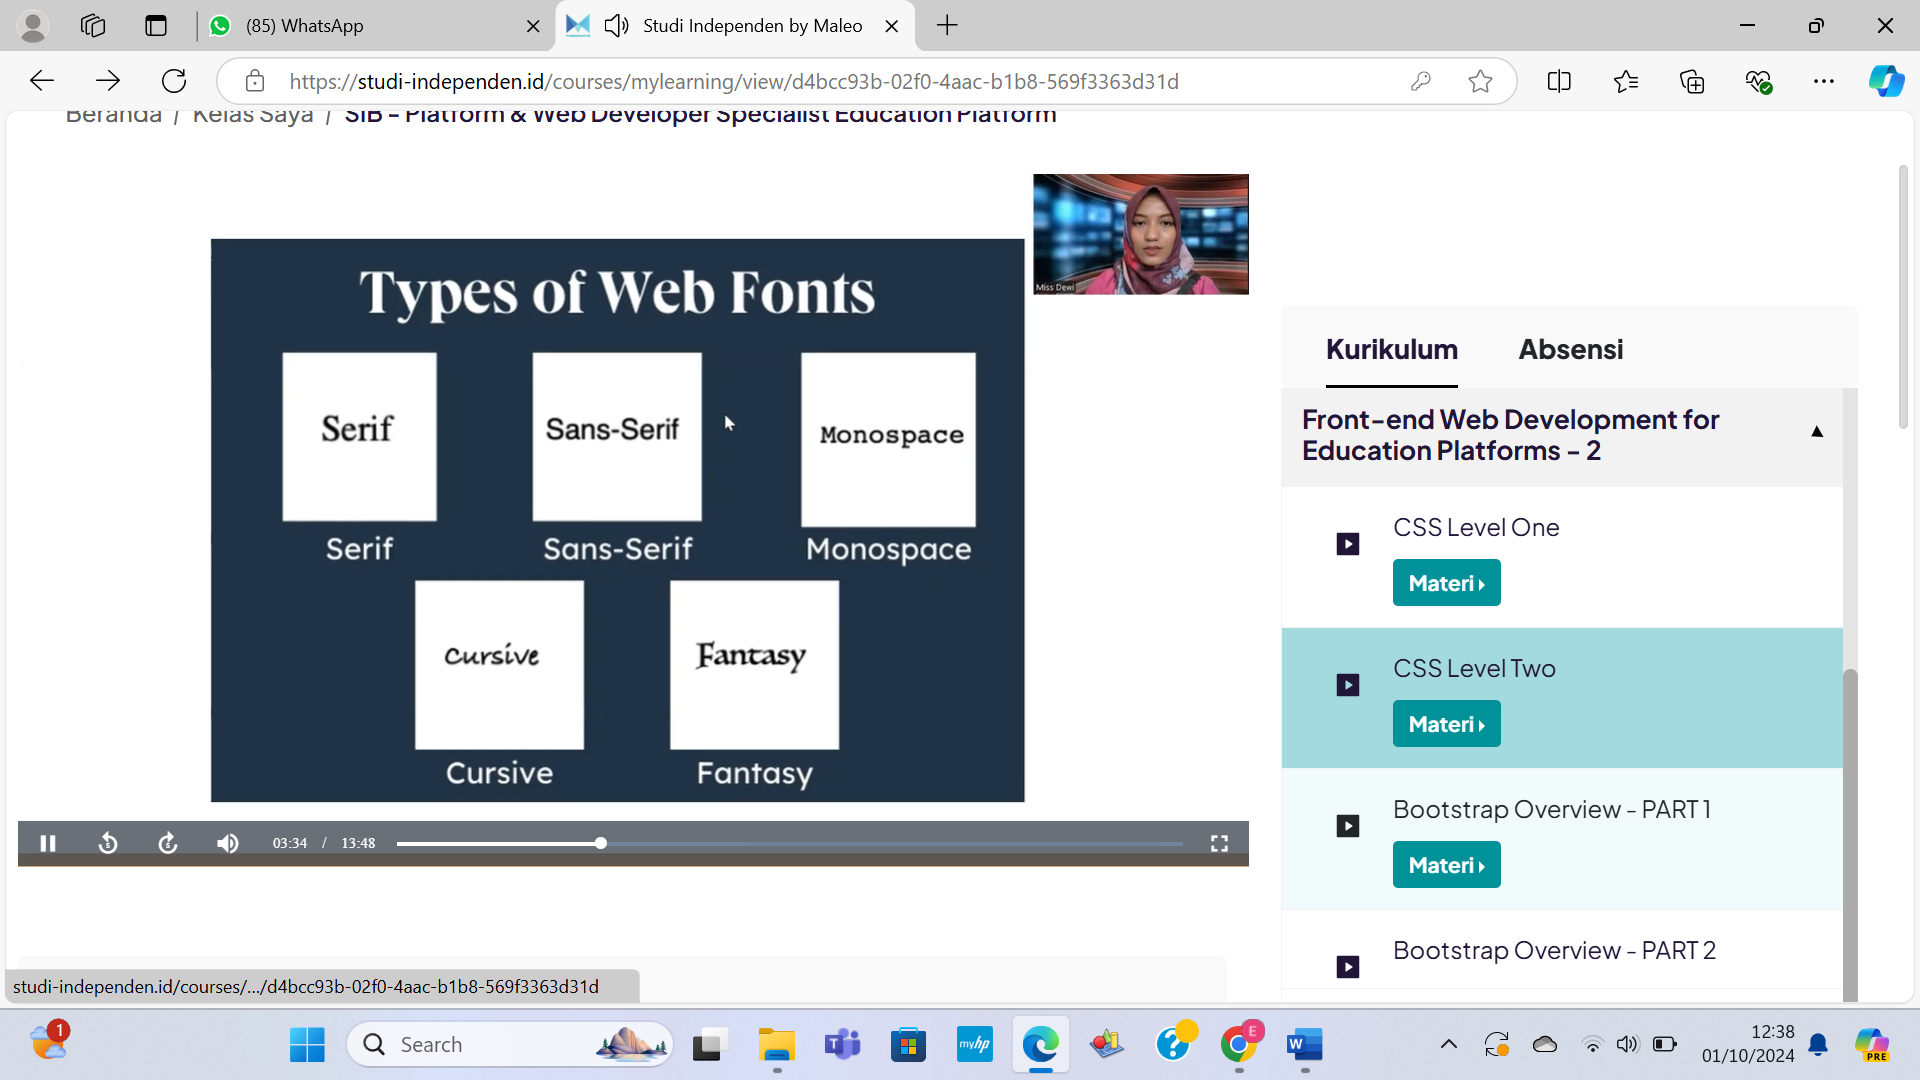 (85) WhatsApp
Studi Independen by Maleo
https://studi-independen.id/courses/mylearning/view/d4bcc93b-02f0-4aac-b1b8-569f3363d31d
Beranda / Kelas Saya / SIB - Platform & Web Developer Specialist Education Platform
Miss Dewi
Types of Web Fonts
Serif
Sans-Serif
Monospace
Serif
Sans-Serif
Monospace
Cursive
Fantasy
Cursive
Fantasy
03:34 / 13:48
Kurikulum
Absensi
Front-end Web Development for
Education Platforms - 2
CSS Level One
Materi
CSS Level Two
Materi
Bootstrap Overview - PART 1
Materi
Bootstrap Overview - PART 2
studi-independen.id/courses/.../d4bcc93b-02f0-4aac-b1b8-569f3363d31d
1
Search
T
myhp
?
E
W
12:38
01/10/2024
PRE